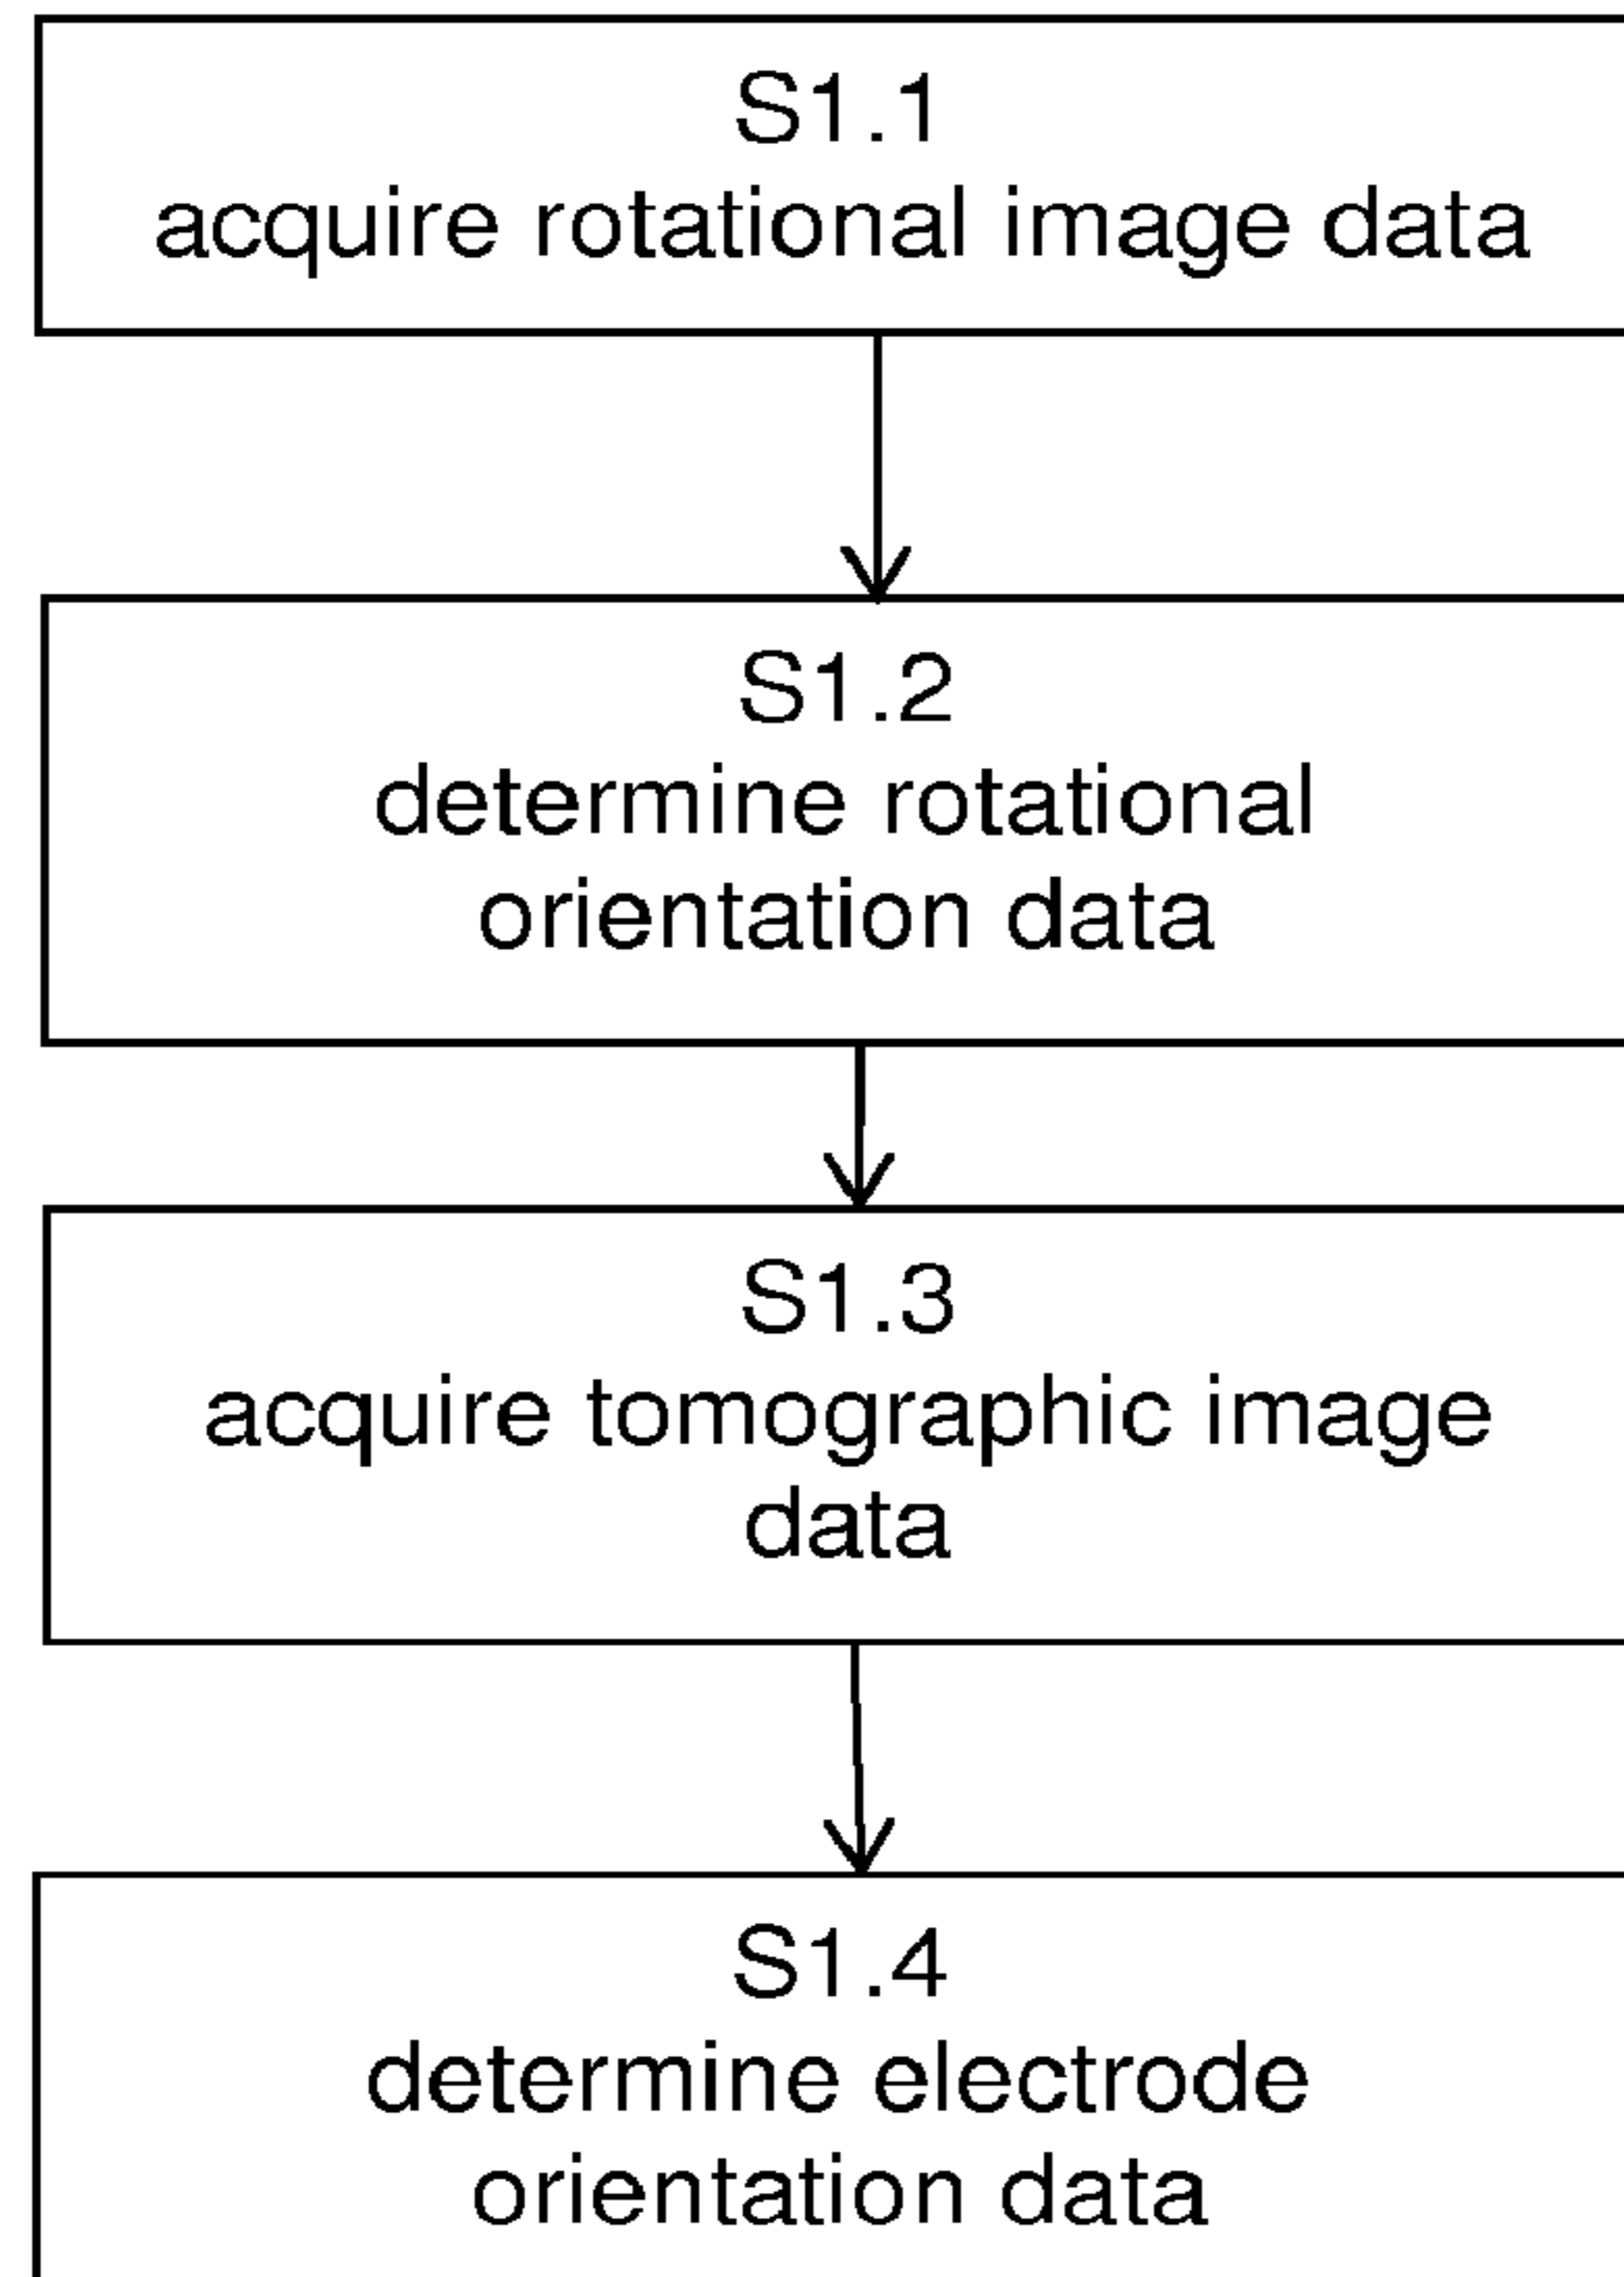 S1.1
acquire rotational image data
S1.2
determine rotational
orientation data
S1.3
acquire tomographic image
data
S1.4
determine electrode
orientation data